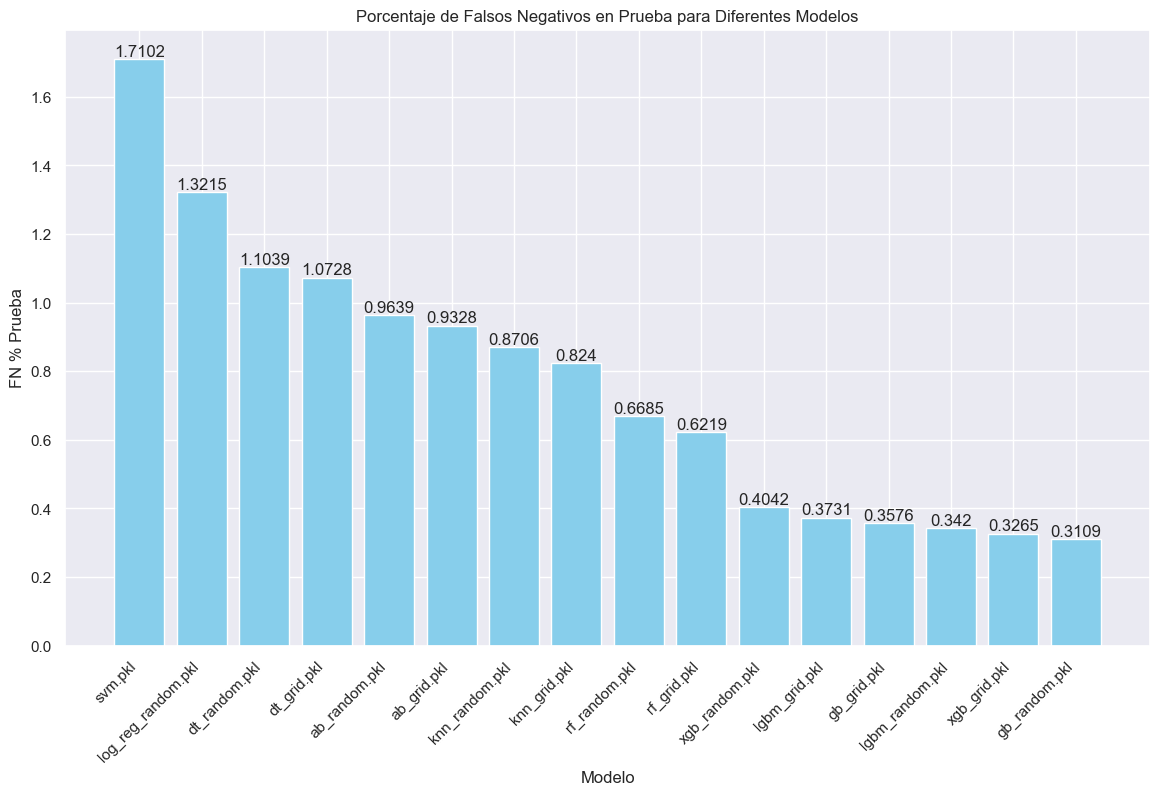 Porcentaje de Falsos Negativos en Prueba para Diferentes Modelos
1.7102
1.3215
1.1039
1.0728
0.9639
0.9328
0.8706
0.824
0.6685
0.6219
0.4042
0.3731
0.3576
0.342
0.3265
0.3109
FN % Prueba
1.6
1.4
1.2
1.0
0.8
0.6
0.4
0.2
0.0
svm.pkl
log_reg_random.pkl
dt_random.pkl
dt_grid.pkl
ab_random.pkl
ab_grid.pkl
knn_random.pkl
knn_grid.pkl
rf_random.pkl
rf_grid.pkl
xgb_random.pkl
lgbm_grid.pkl
gb_grid.pkl
lgbm_random.pkl
xgb_grid.pkl
gb_random.pkl
Modelo